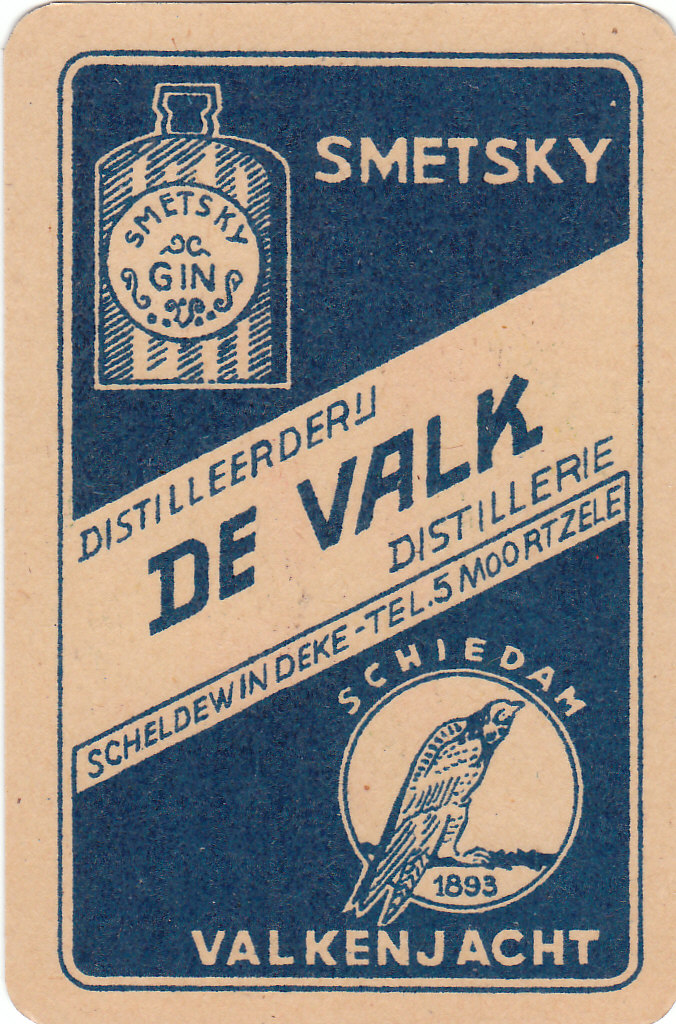 SMETSKY
SMETSKY
GIN
DISTILLEERDERIJ
DE VALK
DISTILLERIE
SCHELDEWINDEKE-TEL.5 MOORTZELE
SCHIEDAM
1893
VALKENJACHT